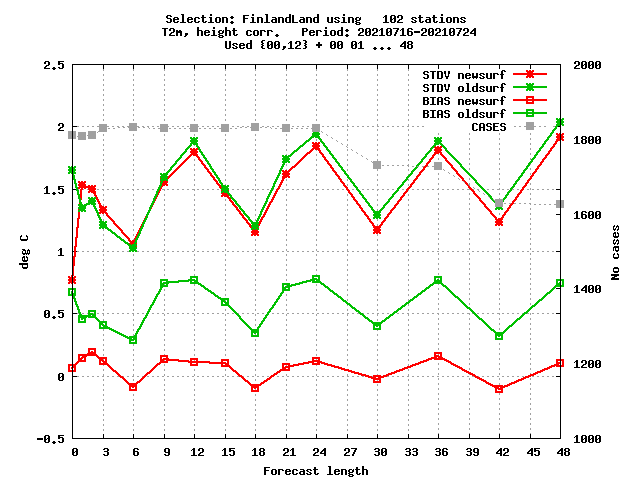 Selection: FinlandLand using   102 stations
T2m, height corr.   Period: 20210716-20210724
Used {00,12} + 00 01 ... 48
STDV newsurf
STDV oldsurf
BIAS newsurf
BIAS oldsurf
CASES
2.5
2
1.5
1
0.5
0
-0.5
deg C
2000
1800
1600
1400
1200
1000
No cases
0 3 6 9 12 15 18 21 24 27 30 33 36 39 42 45 48
Forecast length